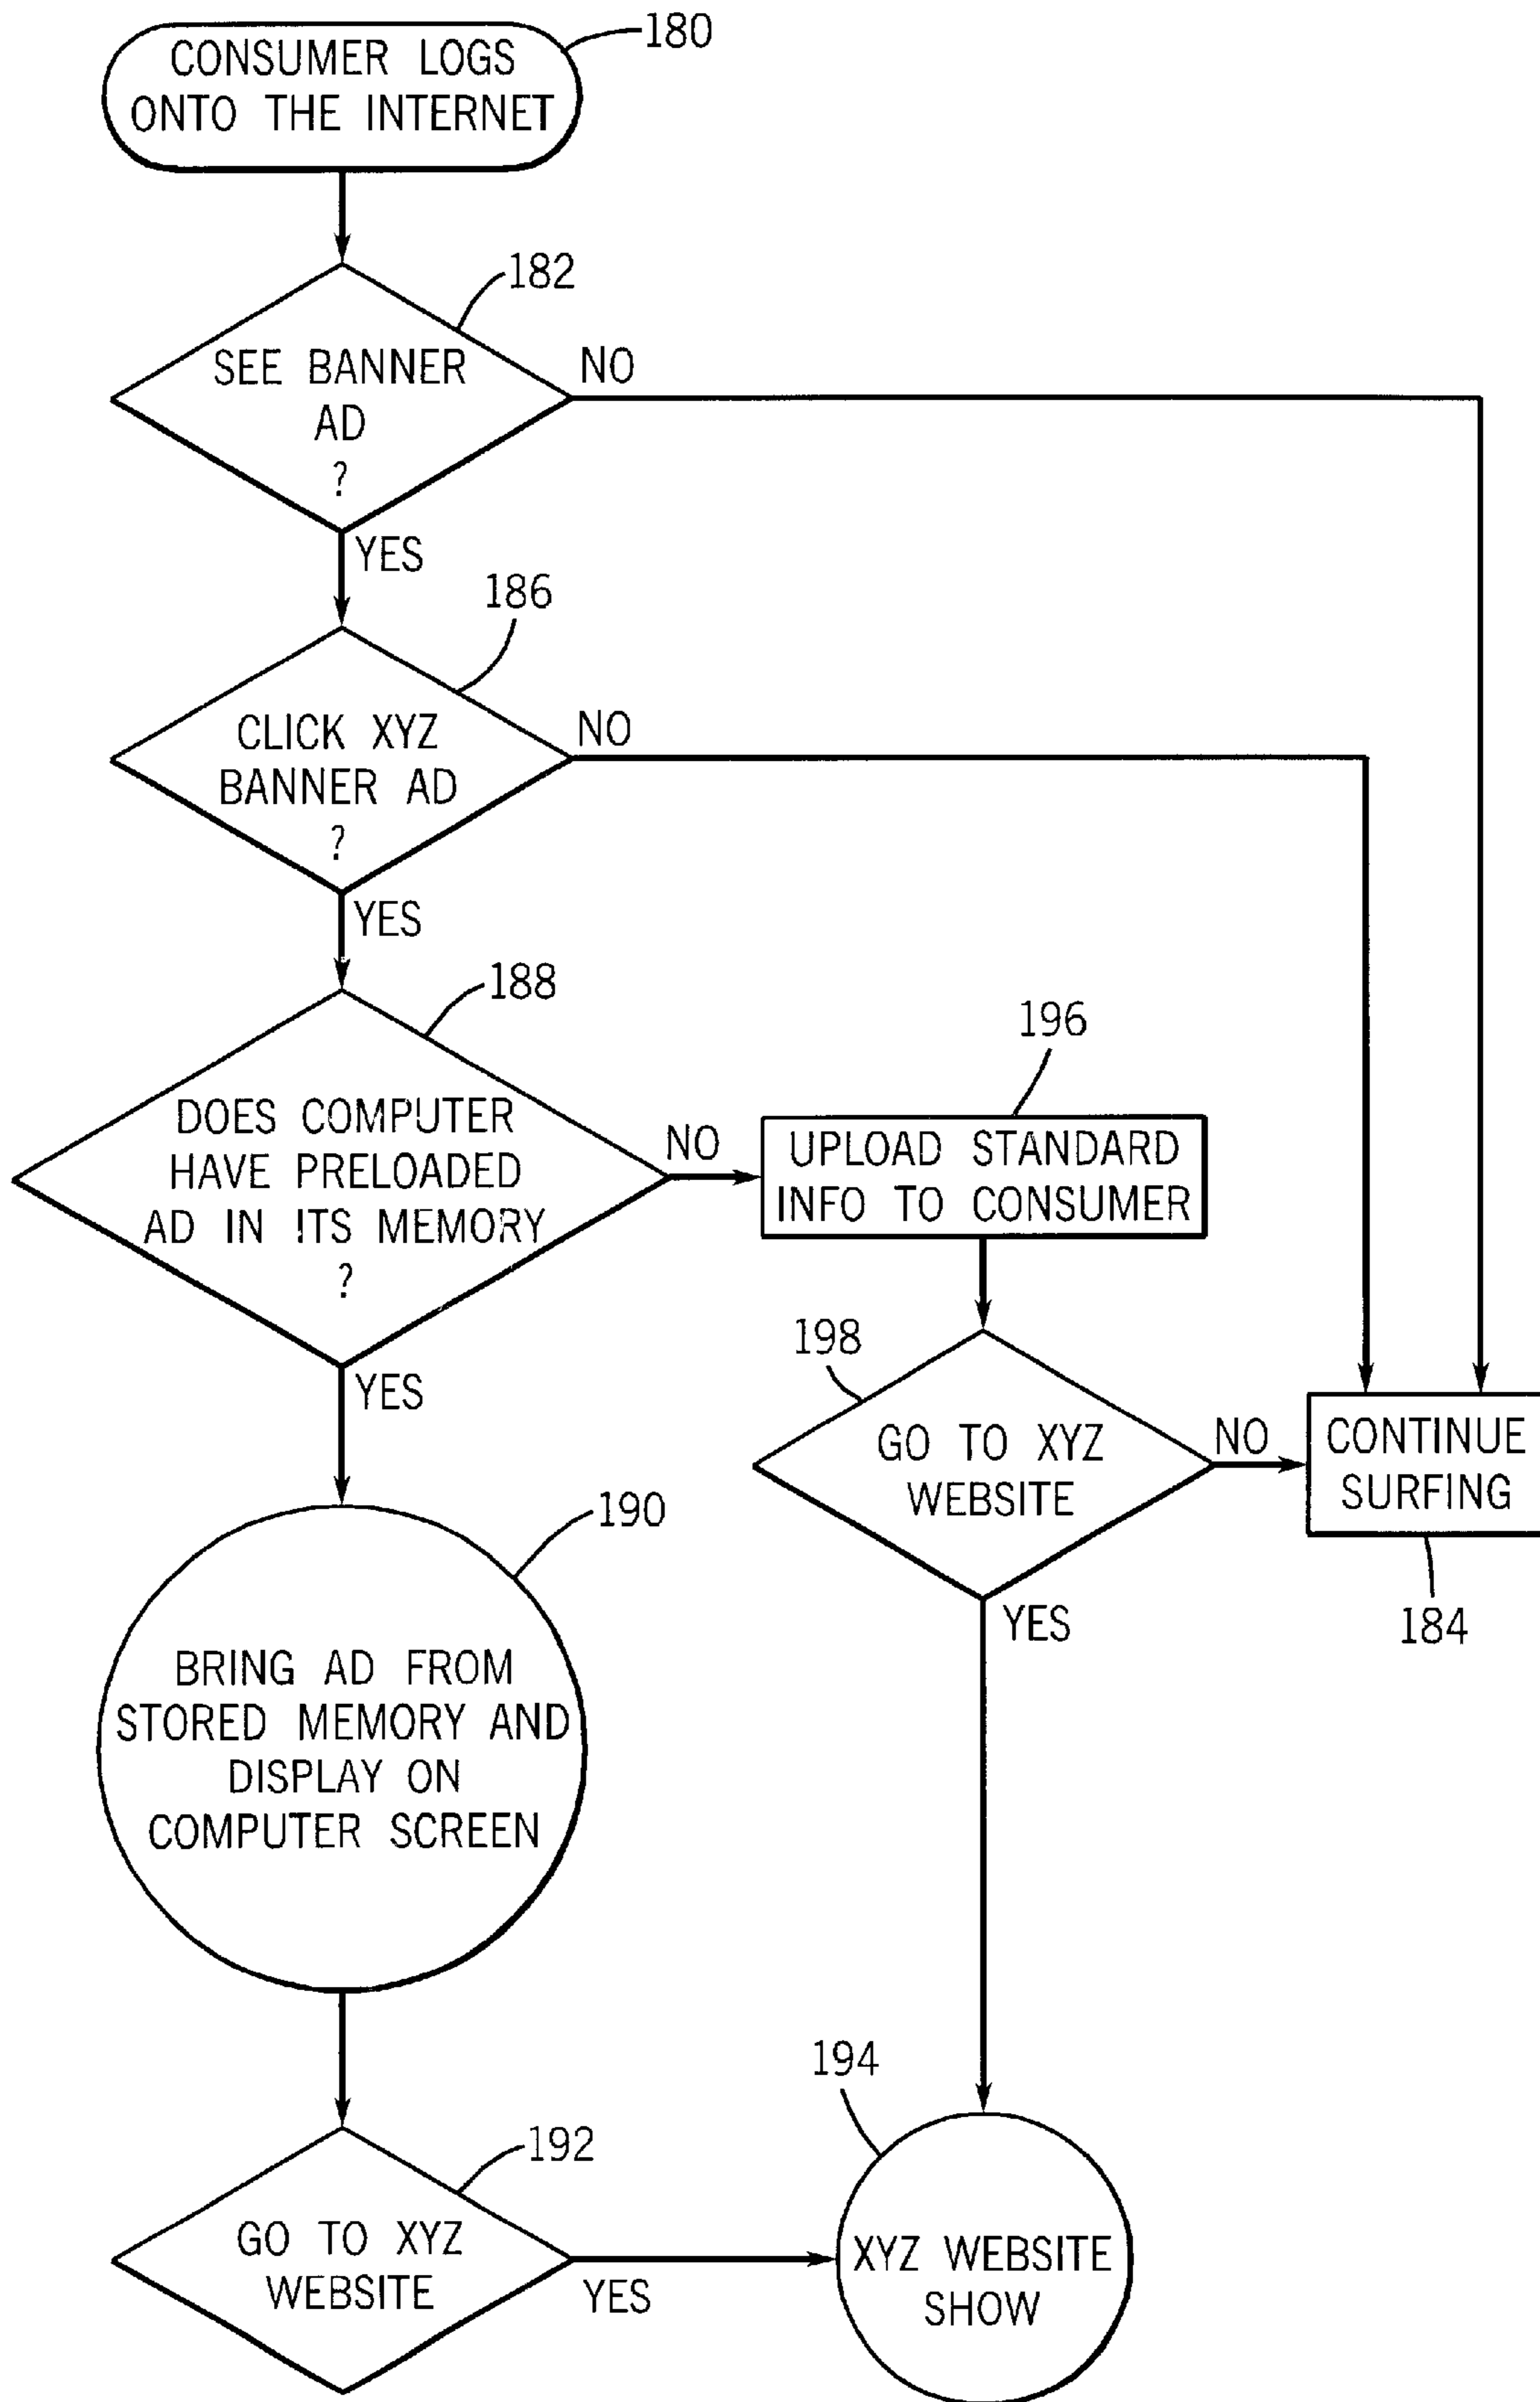 CONSUMER LOGS
ONTO THE INTERNET
180
182
SEE BANNER
AD
?
NO
YES
186
CLICK XYZ
BANNER AD
?
NO
YES
188
DOES COMPUTER
HAVE PRELOADED
AD IN ITS MEMORY
?
NO
YES
196
UPLOAD STANDARD
INFO TO CONSUMER
198
GO TO XYZ
WEBSITE
NO
YES
CONTINUE
SURFING
184
190
BRING AD FROM
STORED MEMORY AND
DISPLAY ON
COMPUTER SCREEN
192
GO TO XYZ
WEBSITE
YES
194
XYZ WEBSITE
SHOW